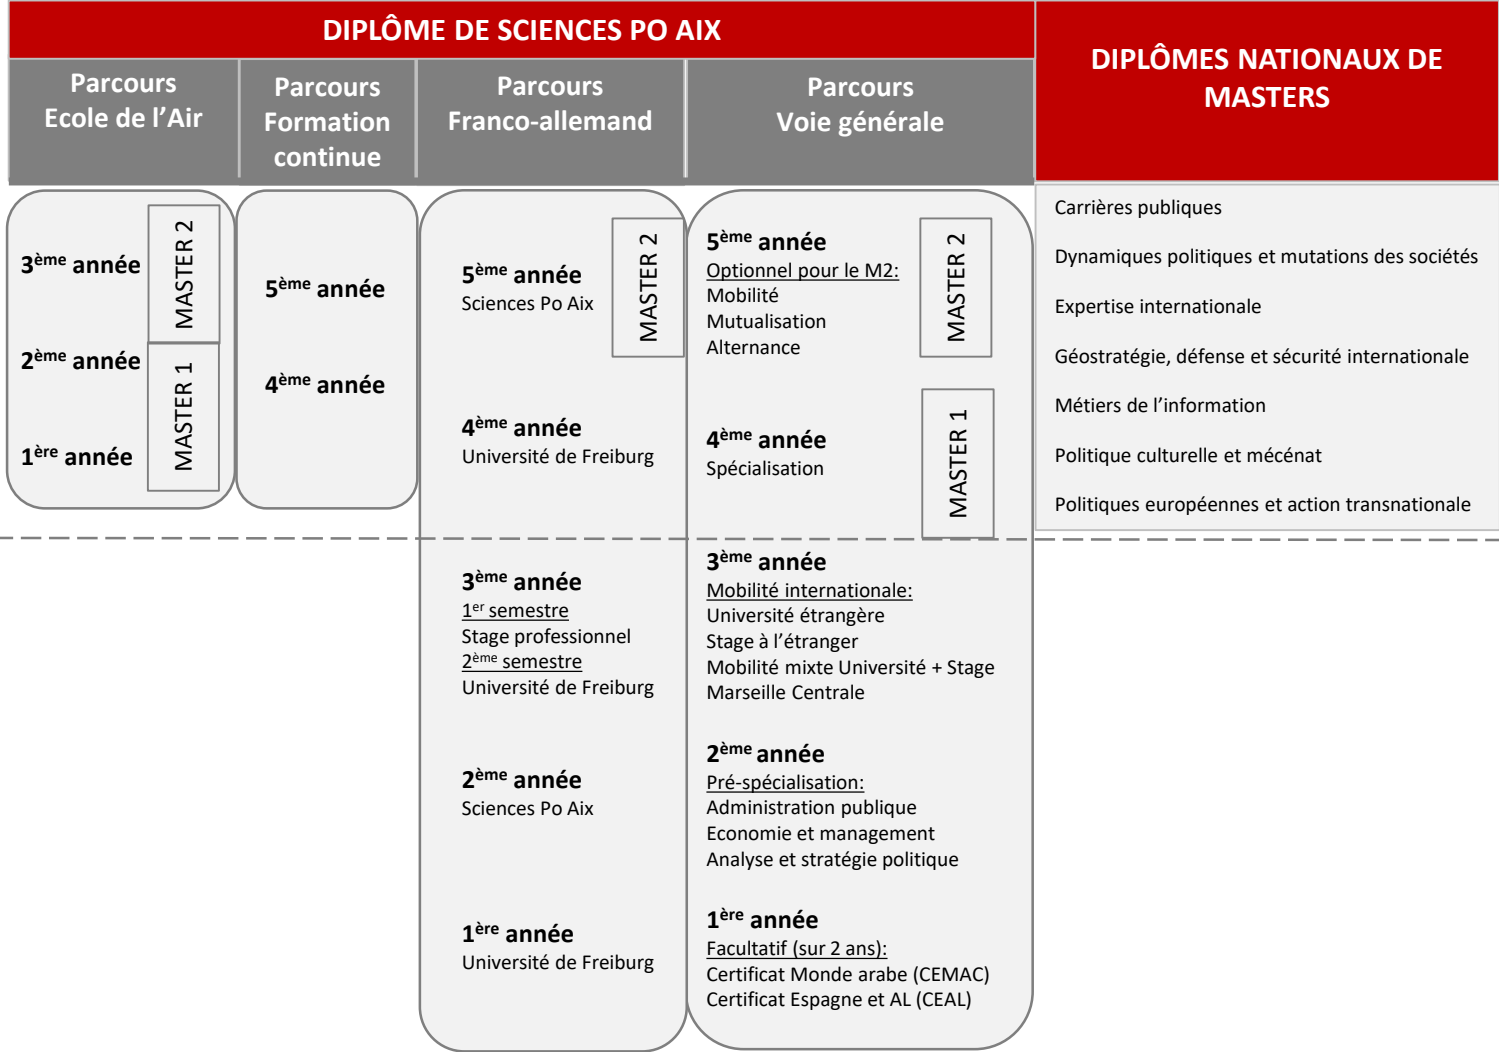 DIPLÔME DE SCIENCES PO AIX
DIPLÔMES NATIONAUX DE
MASTERS
Parcours
Ecole de l’Air
Parcours
Formation
continue
Parcours
Franco-allemand
Parcours
Voie générale
3ème année
2ème année
1ère année
MASTER 2
MASTER 1
5ème année
4ème année
5ème année
Sciences Po Aix
MASTER 2
4ème année
Université de Freiburg
3ème année
1er semestre
Stage professionnel
2ème semestre
Université de Freiburg
2ème année
Sciences Po Aix
1ère année
Université de Freiburg
5ème année
Optionnel pour le M2:
Mobilité
Mutualisation
Alternance
MASTER 2
4ème année
Spécialisation
MASTER 1
3ème année
Mobilité internationale:
Université étrangère
Stage à l’étranger
Mobilité mixte Université + Stage
Marseille Centrale
2ème année
Pré-spécialisation:
Administration publique
Economie et management
Analyse et stratégie politique
1ère année
Facultatif (sur 2 ans):
Certificat Monde arabe (CEMAC)
Certificat Espagne et AL (CEAL)
Carrières publiques
Dynamiques politiques et mutations des sociétés
Expertise internationale
Géostratégie, défense et sécurité internationale
Métiers de l’information
Politique culturelle et mécénat
Politiques européennes et action transnationale